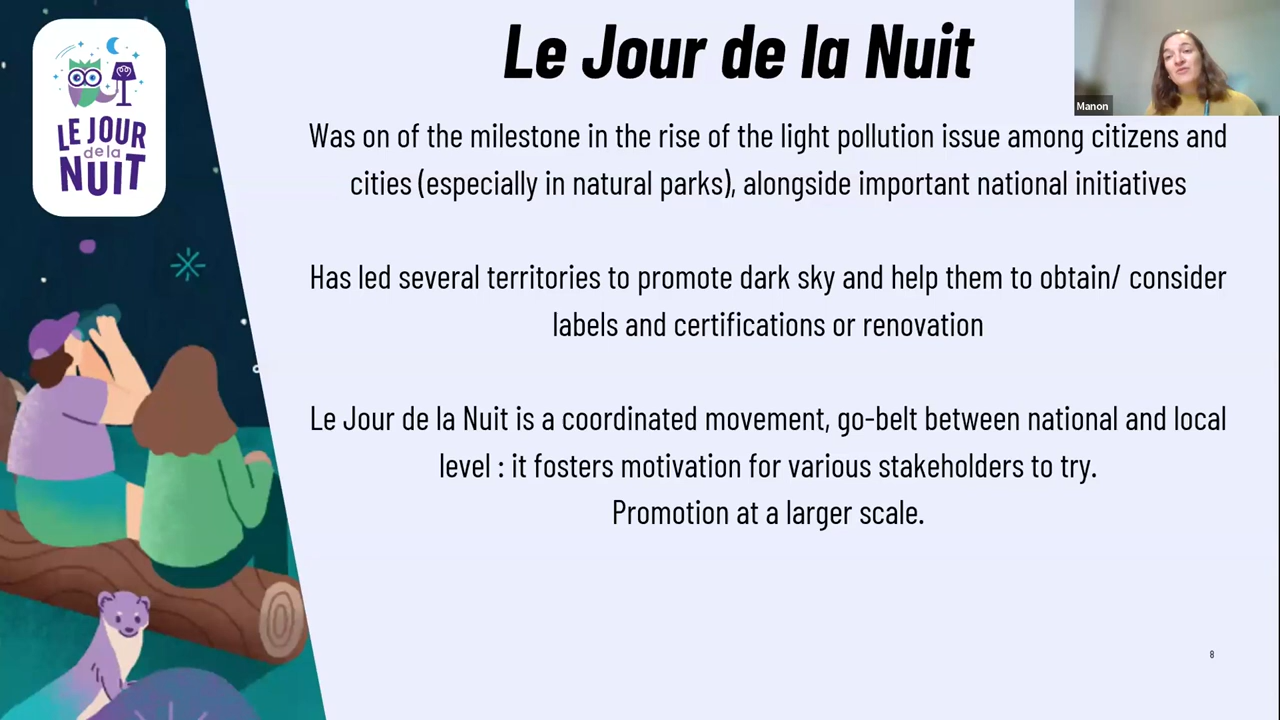 Le Jour de la Nuit
Manon
LE JOUR
de la
NUIT
Was on of the milestone in the rise of the light pollution issue among citizens and
cities (especially in natural parks), alongside important national initiatives
Has led several territories to promote dark sky and help them to obtain/ consider
labels and certifications or renovation
Le Jour de la Nuit is a coordinated movement, go-belt between national and local
level : it fosters motivation for various stakeholders to try.
Promotion at a larger scale.
8